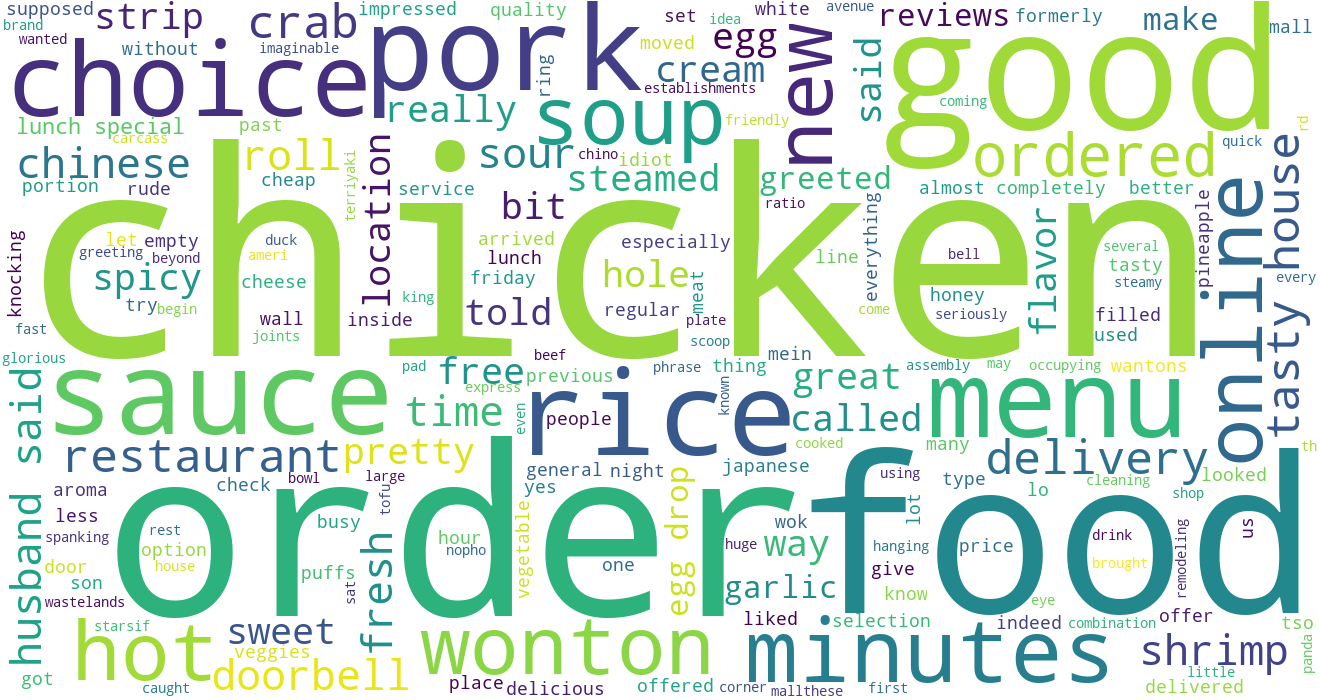 supposed
strip
crab
impressed
quality
set
idea
white
avenue
reviews
formerly
make
mall
brand
wanted
without
imaginable
choice
pork
ring
moved
egg
cream
establishments
new
said
good
coming
lunch special
carcass
past
really
soup
friendly
quick
rd
chinese
roll
location
sour
chino
idiot
steamed
greeted
ordered
portion
rude
cheap
teriyaki
service
bit
ratio
almost
completely
better
pineapple
online
tasty house
chicken
knocking
let
empty
greeting
beyond
duck
ameri
arrived
lunch
especially
everything
line
bell
flavor
several
tasty
steamy
every
spicy
cheese
friday
hole
meat
honey
try
begin
king
told
regular
plate
come
seriously
filled
used
fast
wall
joints
inside
scoop
glorious
said
sauce
pad
free
express
previous
beef
rice
phrase
thing
known
mein
great
assembly
may
occupying
wantons
menu
time
even
people
called
cooked
many
th
restaurant
pretty
general
night
japanese
delivery
looked
check
bowl
large
yes
egg drop
using
type
lo
cleaning
shop
husband
aroma
less
spanking
order
food
tofu
busy
fresh
vegetable
wok
lot
us
rest
option
house
hour
nopho
one
huge
way
hanging
price
drink
brought
remodeling
door
son
wastelands
puffs
sat
garlic
give
know
eye
got
hot
starsif
sweet
veggies
wonton
liked
selection
minutes
indeed
combination
offer
tso
shrimp
panda
doorbell
caught
place
delicious
offered
corner
mallthese
first
little
delivered